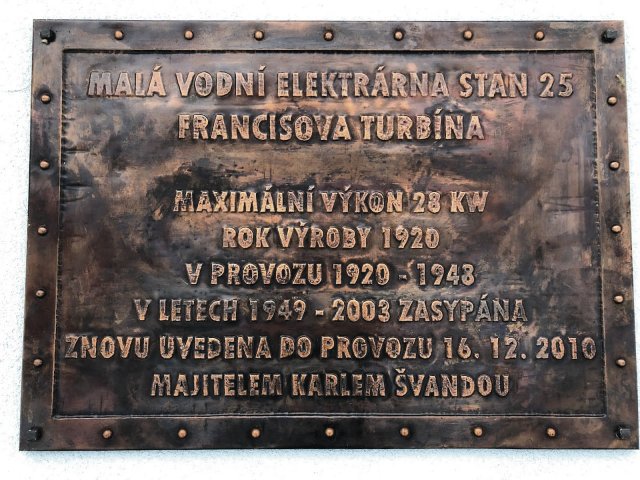 MALÁ VODNÍ ELEKTRÁRNA STAN 25
FRANCISOVA TURBÍNA
MAXIMÁLNÍ VÝKON 28 KW
ROK VÝROBY 1920
V PROVOZU 1920 - 1948
V LETECH 1949 - 2003 ZASYPÁNA
ZNOVU UVEDENA DO PROVOZU 16. 12. 2010
MAJITELEM KARLEM ŠVANDOU